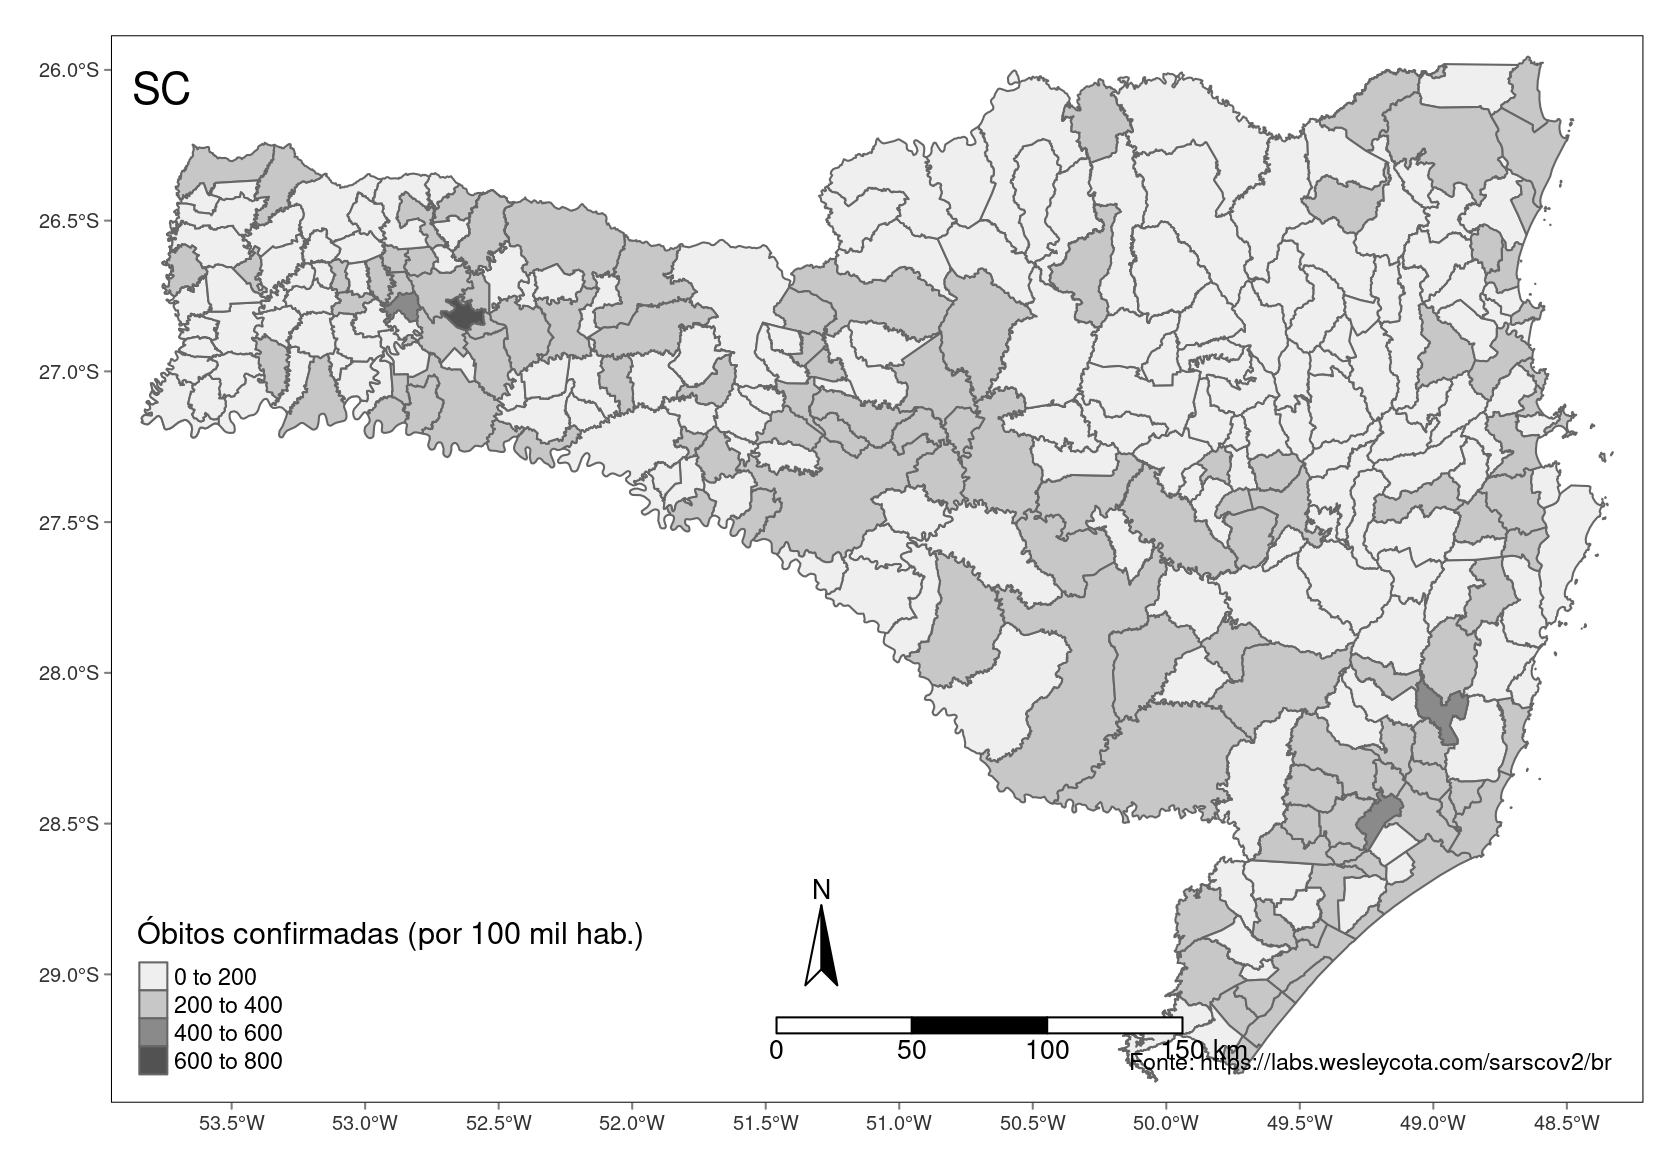 SC
26.0°S
26.5°S
27.0°S
27.5°S
28.0°S
28.5°S
29.0°S
N
Óbitos confirmadas (por 100 mil hab.)
0 to 200
200 to 400
400 to 600
600 to 800
0 50 100 150 km
Fonte: https://labs.wesleycota.com/sarscov2/br
53.5°W 53.0°W 52.5°W 52.0°W 51.5°W 51.0°W 50.5°W 50.0°W 49.5°W 49.0°W 48.5°W